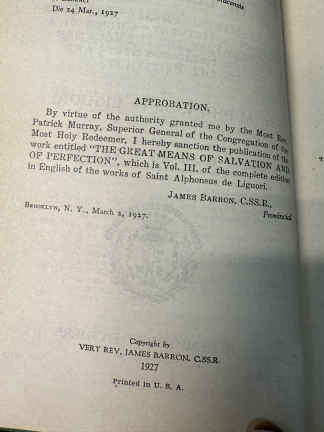 Die 24 Mar., 1927
APPROBATION.
By virtue of the authority granted me by the Most Rev.
Patrick Murray, Superior General of the Congregation of the
Most Holy Redeemer, I hereby sanction the publication of the
work entitled "THE GREAT MEANS OF SALVATION AND
OF PERFECTION", which is Vol. III. of the complete edition
in English of the works of Saint Alphonsus de Liguori.
JAMES BARRON, C.SS.R.,
Provincial
BROOKLYN, N. Y., March 2, 1927.
Copyright by
VERY REV. JAMES BARRON, C.SS.R.
1927
Printed in U. S. A.